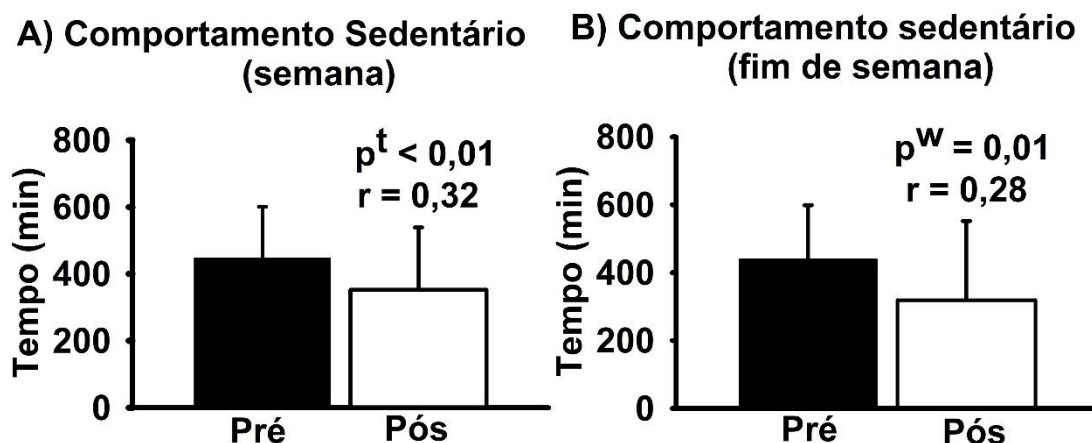 A) Comportamento Sedentário
(semana)
Tempo (min)
800
600
400
200
0
p^t < 0,01
r = 0,32
Pré
Pós
B) Comportamento sedentário
(fim de semana)
Tempo (min)
800
600
400
200
0
p^w = 0,01
r = 0,28
Pré
Pós